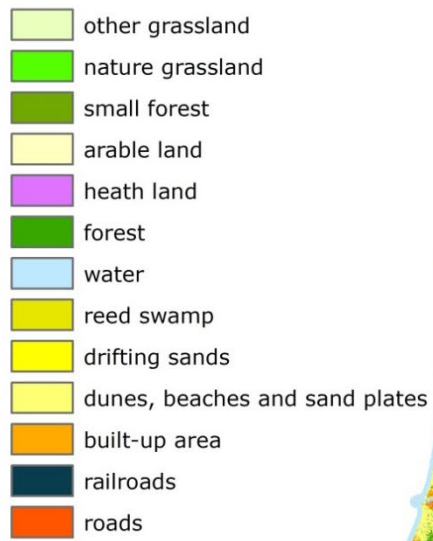 other grassland
nature grassland
small forest
arable land
heath land
forest
water
reed swamp
drifting sands
dunes, beaches and sand plates
built-up area
railroads
roads